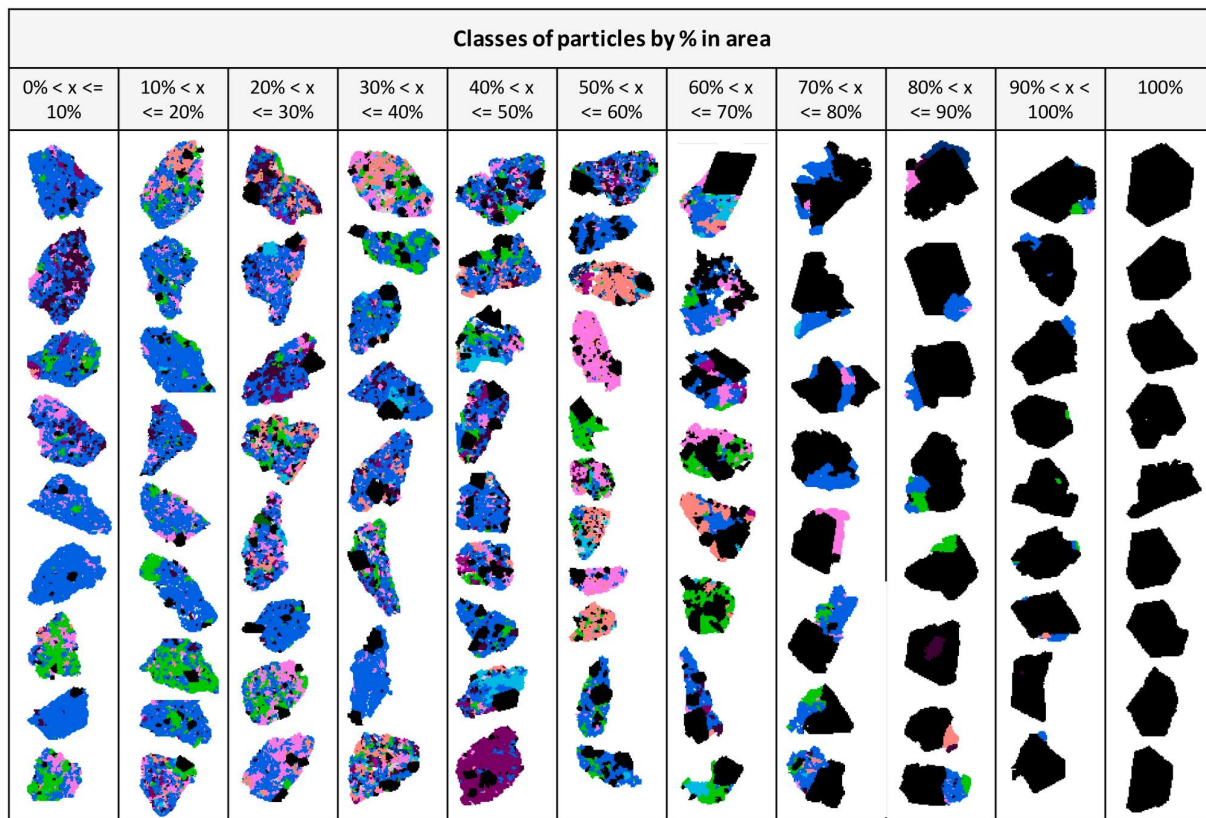 Classes of particles by % in area
0% < x <=
10%
10% < x
<= 20%
20% < x
<= 30%
30% < x
<= 40%
40% < x
<= 50%
50% < x
<= 60%
60% < x
<= 70%
70% < x
<= 80%
80% < x
<= 90%
90% < x <
100%
100%